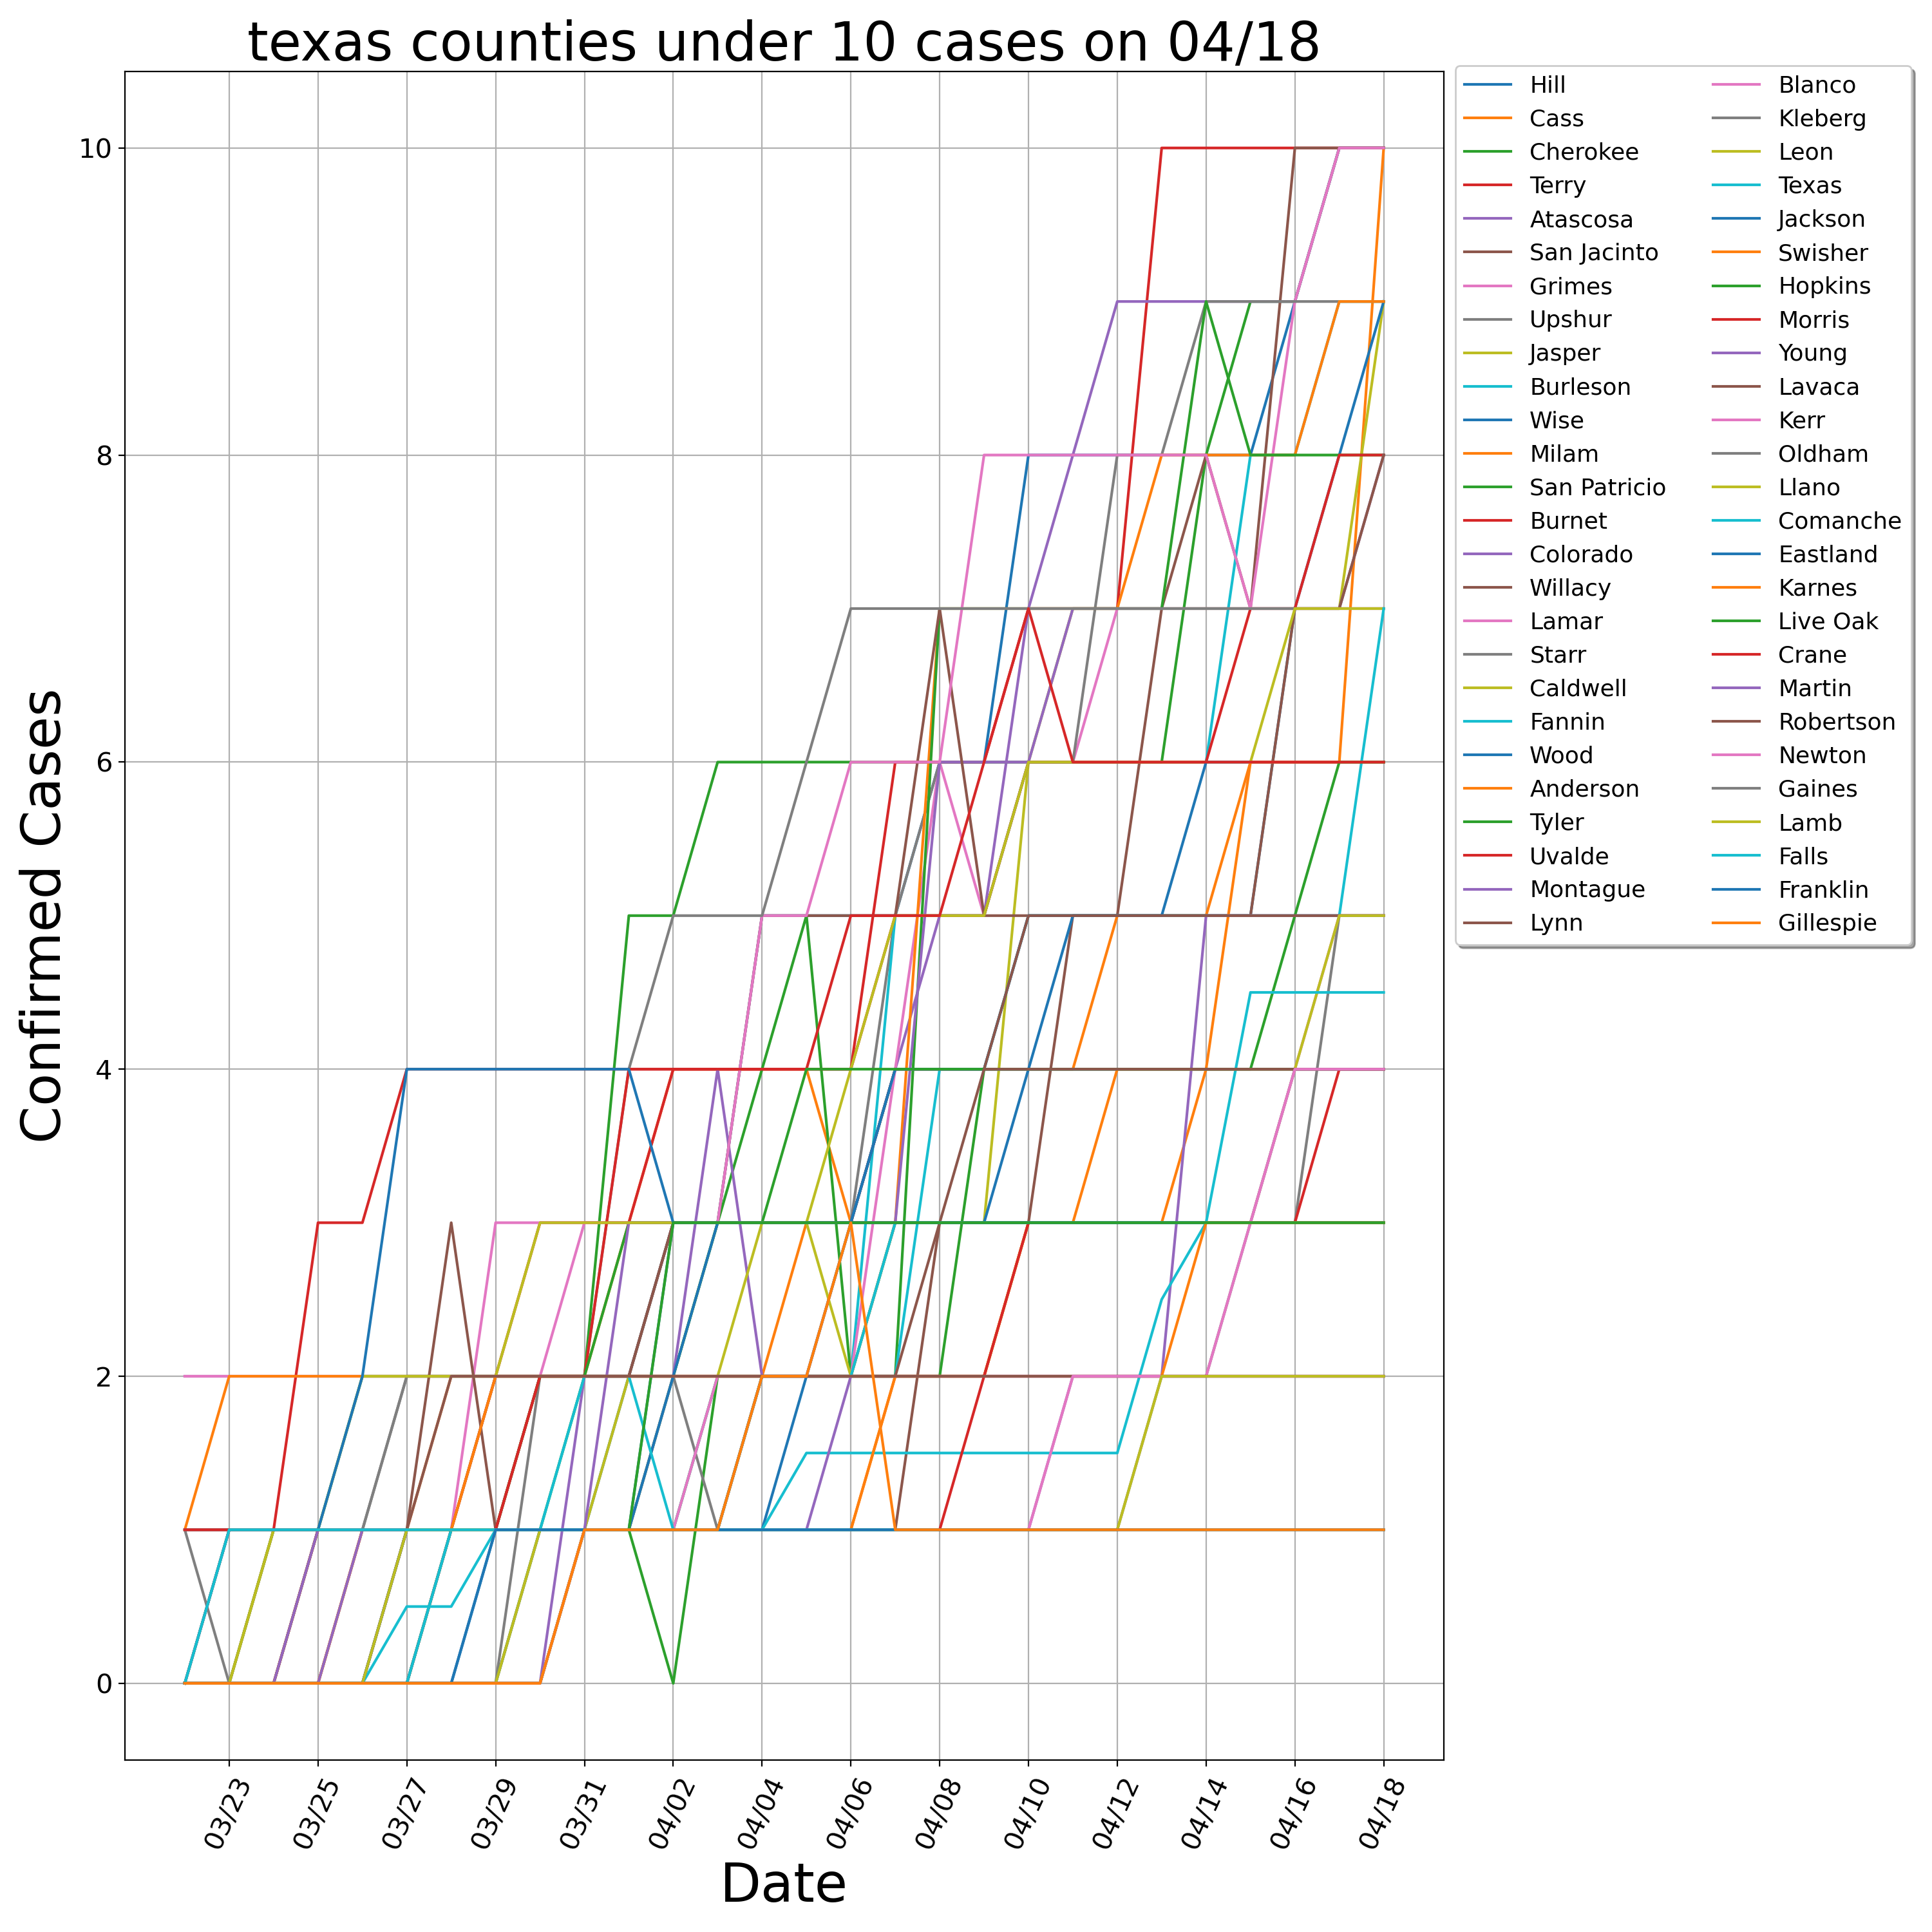 texas counties under 10 cases on 04/18
Confirmed Cases
10
8
6
4
2
0
03/23
03/25
03/27
03/29
03/31
04/02
04/04
04/06
04/08
04/10
04/12
04/14
04/16
04/18
Date
Hill
Cass
Cherokee
Terry
Atascosa
San Jacinto
Grimes
Upshur
Jasper
Burleson
Wise
Milam
San Patricio
Burnet
Colorado
Willacy
Lamar
Starr
Caldwell
Fannin
Wood
Anderson
Tyler
Uvalde
Montague
Lynn
Blanco
Kleberg
Leon
Texas
Jackson
Swisher
Hopkins
Morris
Young
Lavaca
Kerr
Oldham
Llano
Comanche
Eastland
Karnes
Live Oak
Crane
Martin
Robertson
Newton
Gaines
Lamb
Falls
Franklin
Gillespie